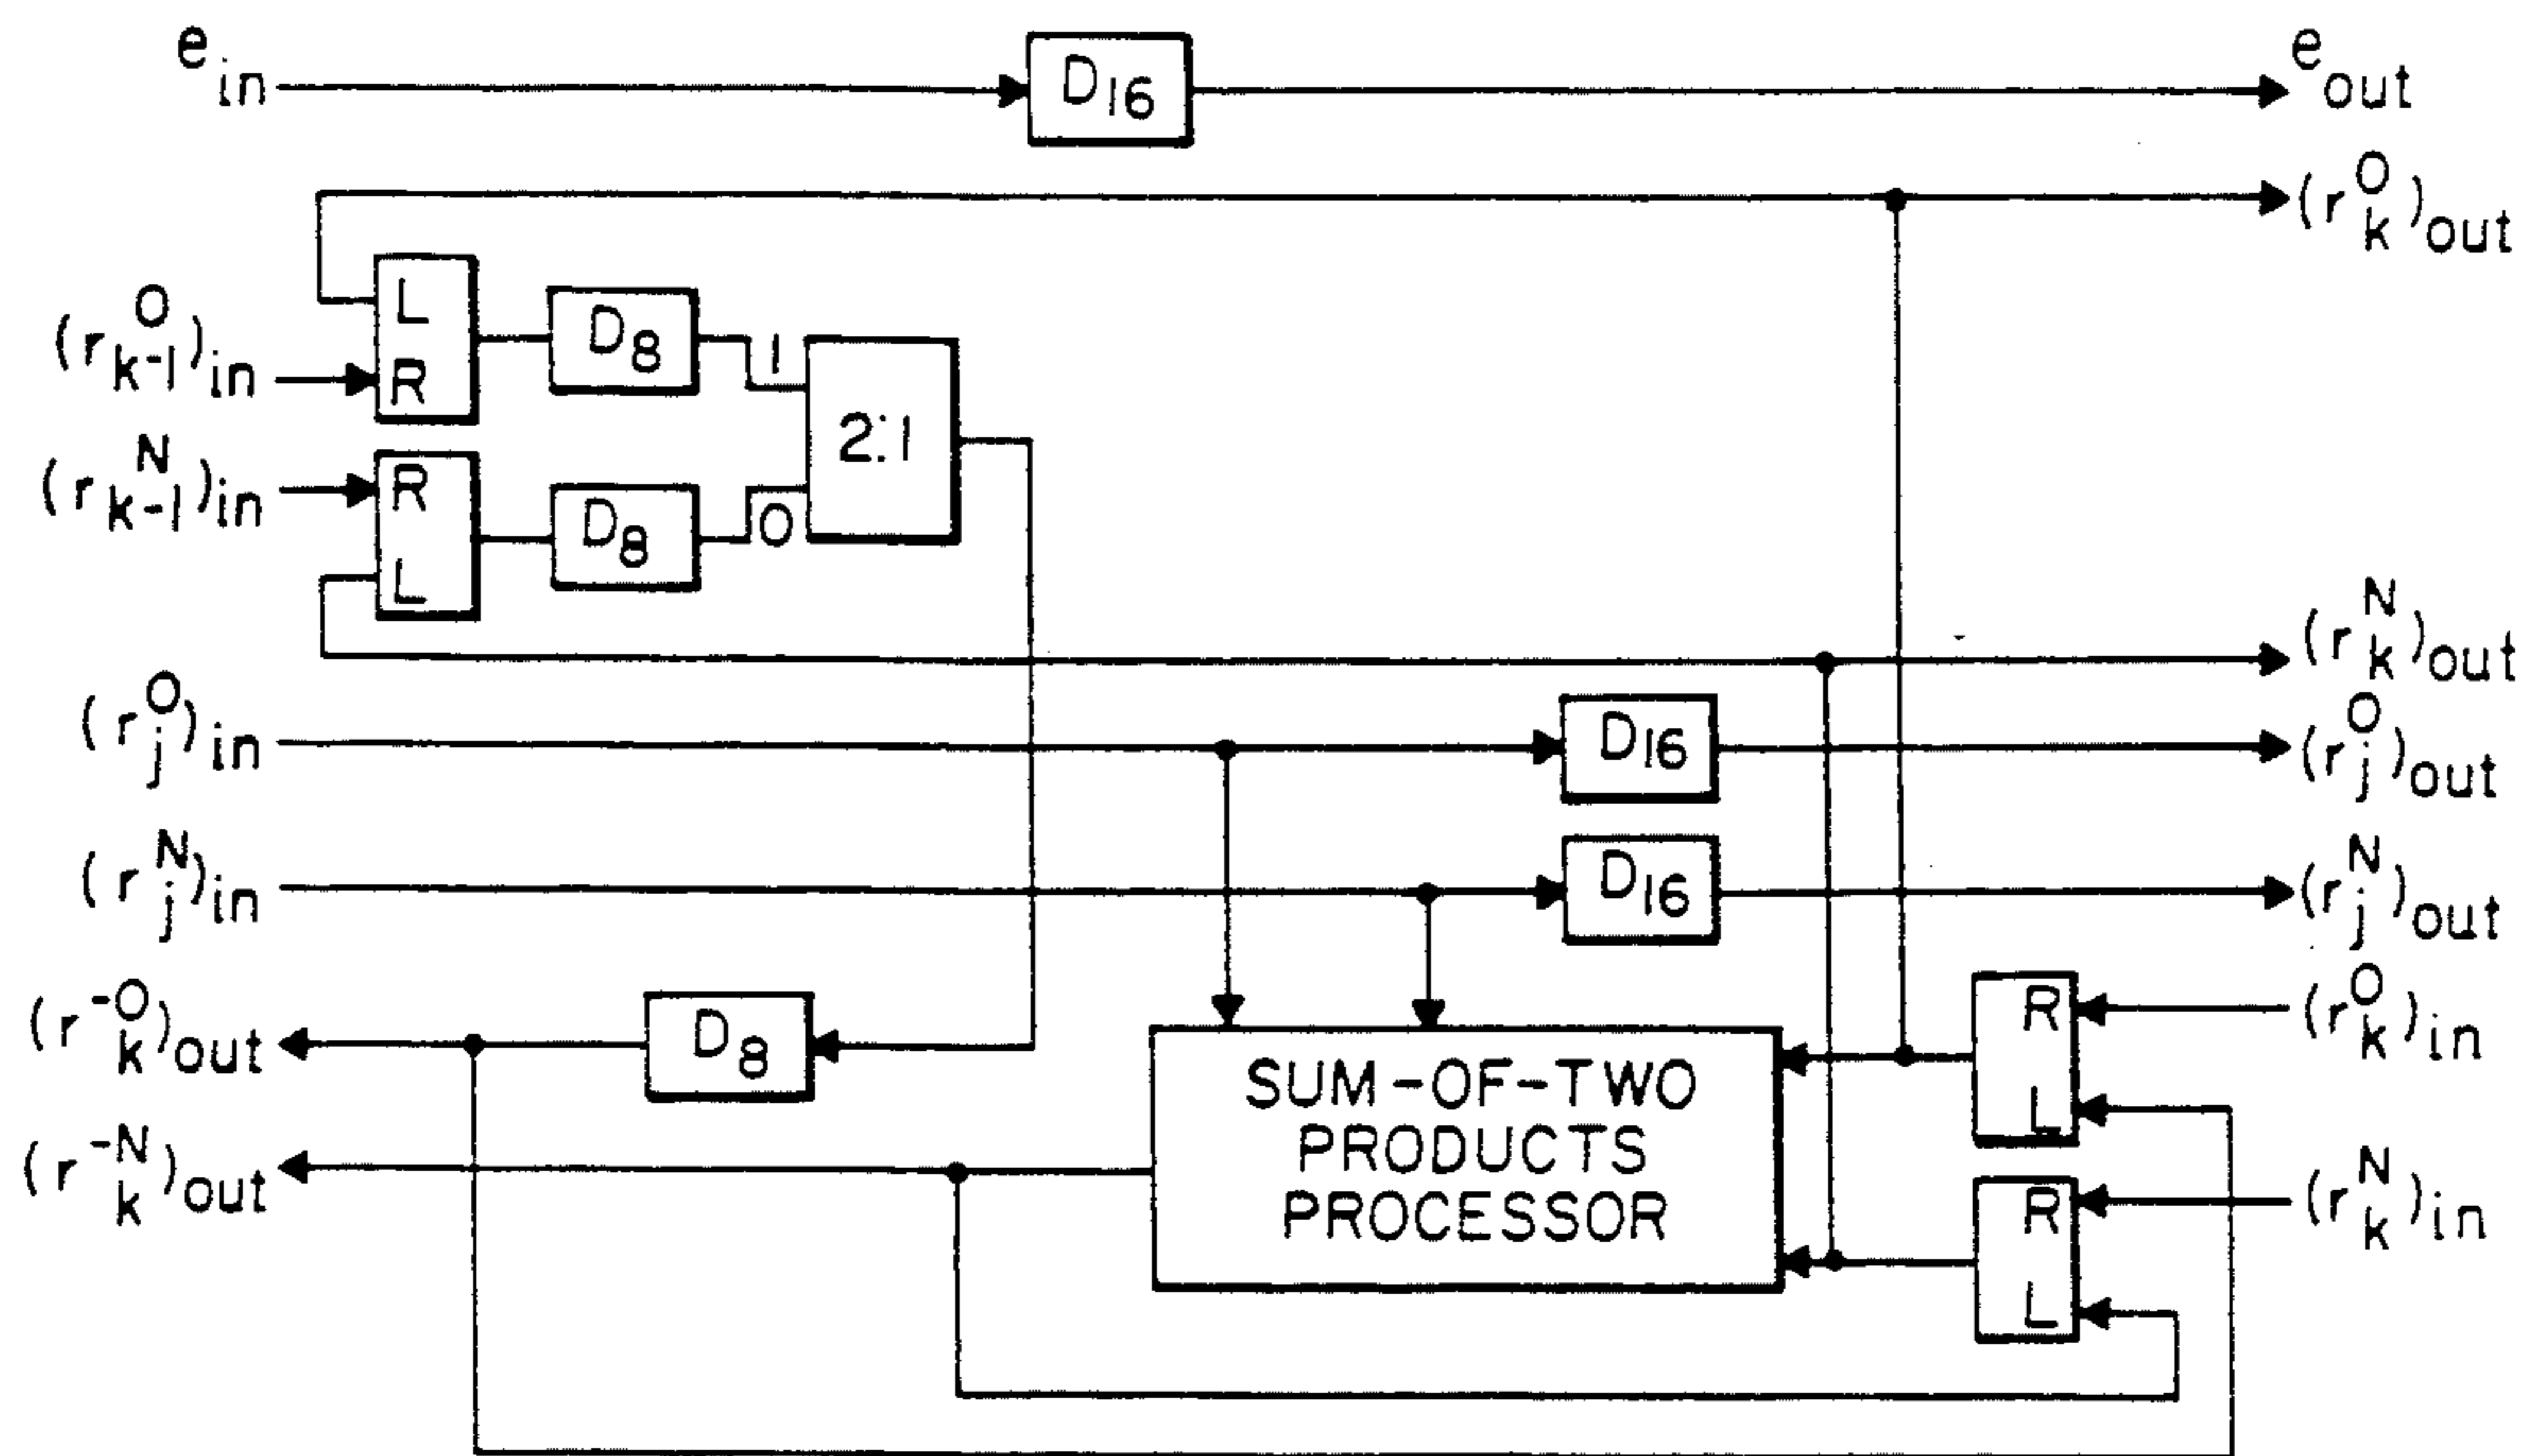 e in
D16
e out
(r O k) out
L
R
D8
1
(r O k-1) in
2:1
(r N k-1) in
R
L
D8
0
(r N k) out
(r O j) in
D16
(r O j) out
(r N j) in
D16
(r N j) out
(r -O k) out
D8
R
L
(r O k) in
(r -N k) out
SUM-OF-TWO
PRODUCTS
PROCESSOR
R
L
(r N k) in